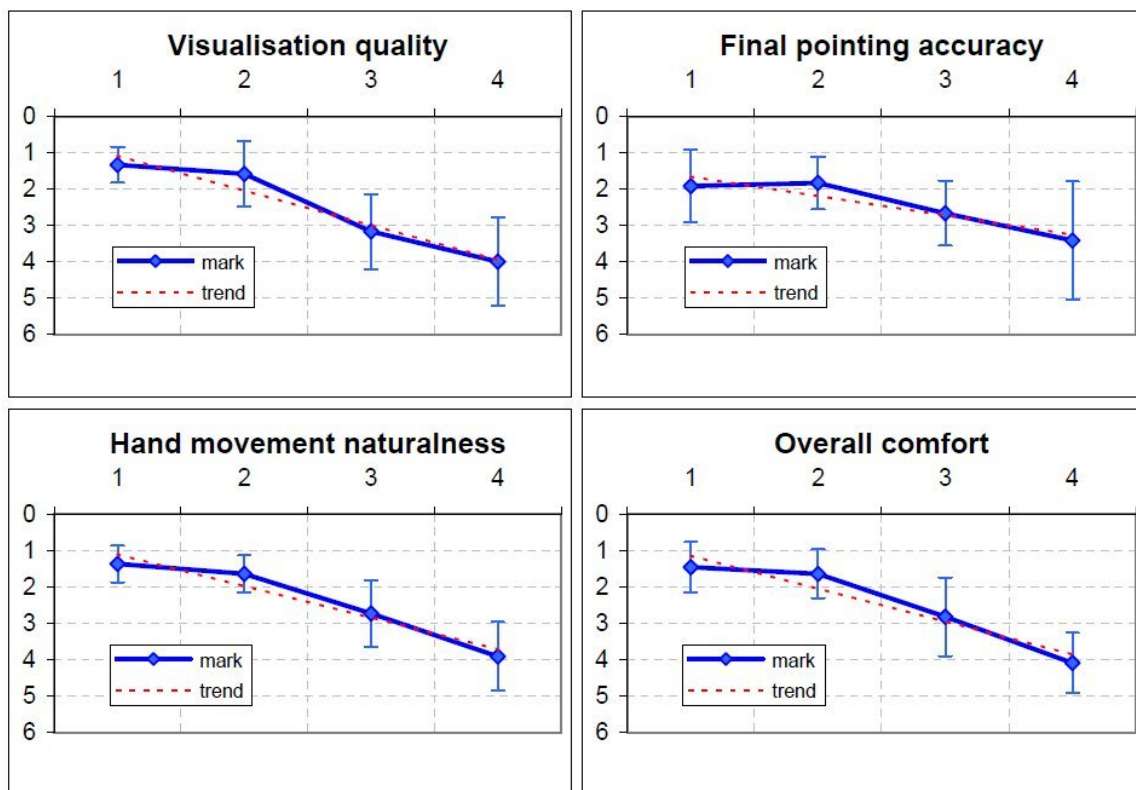 Visualisation quality
1 2 3 4
0
1
2
3
4
5
6
mark
trend
Final pointing accuracy
1 2 3 4
0
1
2
3
4
5
6
mark
trend
Hand movement naturalness
1 2 3 4
0
1
2
3
4
5
6
mark
trend
Overall comfort
1 2 3 4
0
1
2
3
4
5
6
mark
trend